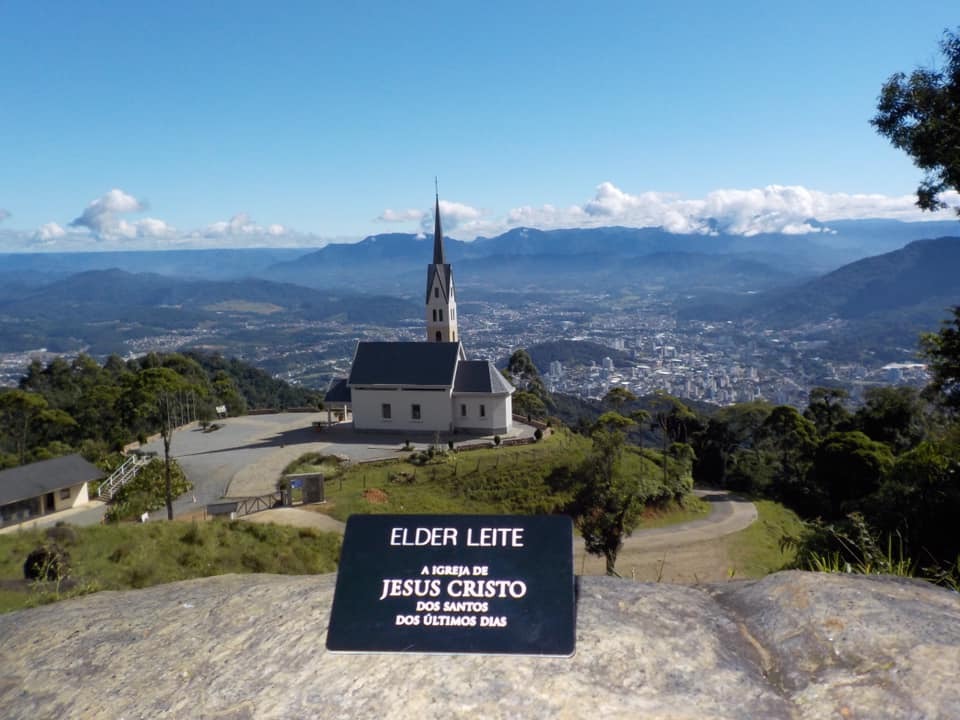 ELDER LEITE
A IGREJA DE
JESUS CRISTO
DOS SANTOS
DOS ÚLTIMOS DIAS